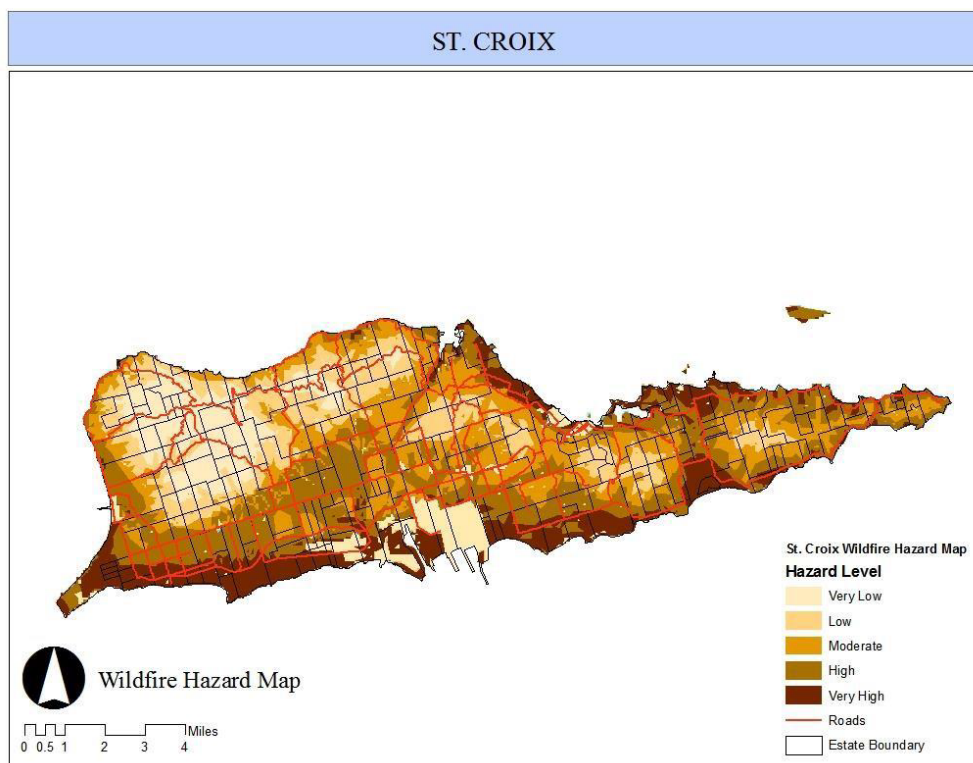 ST. CROIX
St. Croix Wildfire Hazard Map
Hazard Level
Very Low
Low
Moderate
High
Very High
Roads
Estate Boundary
Wildfire Hazard Map
Miles
0 0.5 1 2 3 4